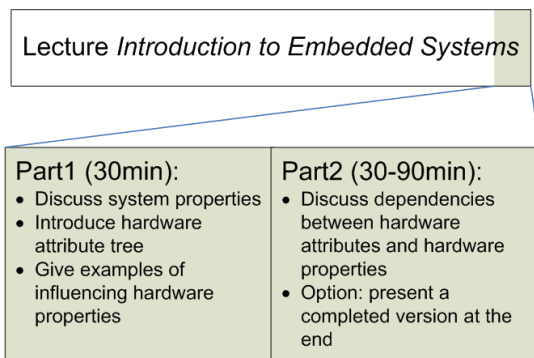 Lecture Introduction to Embedded Systems
Part1 (30min):
• Discuss system properties
• Introduce hardware
attribute tree
• Give examples of
influencing hardware
properties
Part2 (30-90min):
• Discuss dependencies
between hardware
attributes and hardware
properties
• Option: present a
completed version at the
end